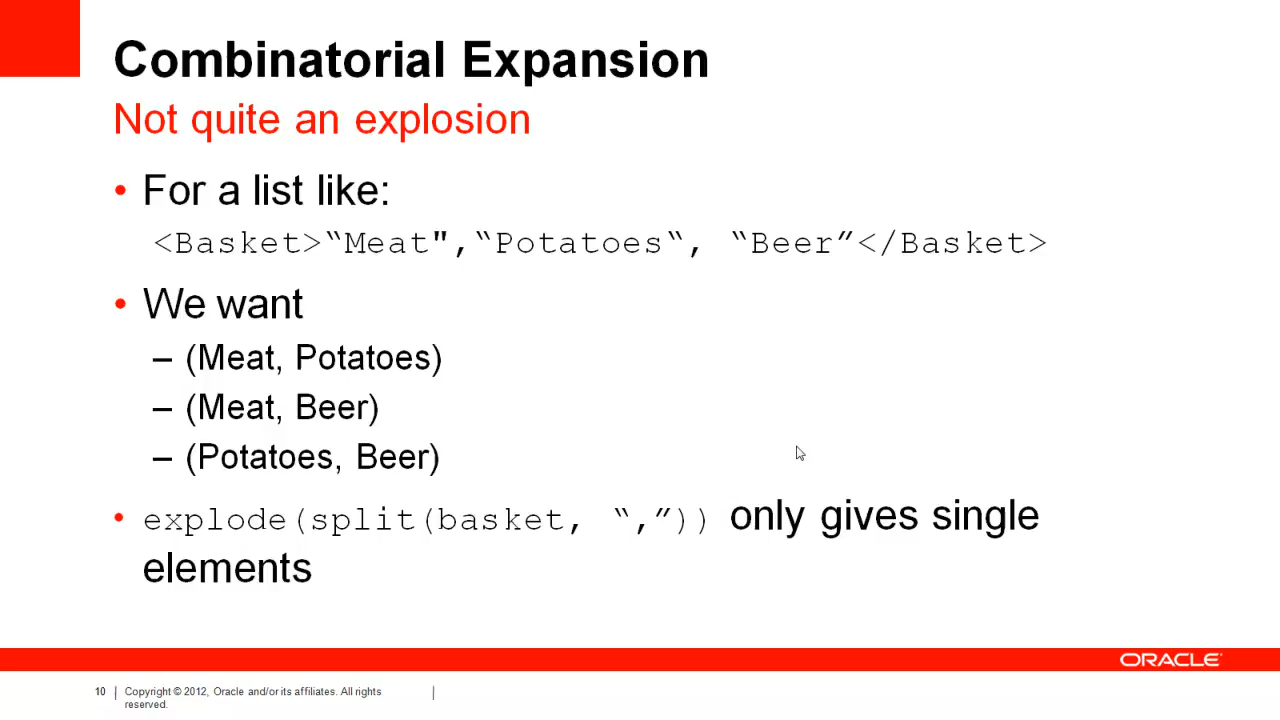 Combinatorial Expansion
Not quite an explosion
• For a list like:
<Basket>“Meat",“Potatoes“, “Beer”</Basket>
• We want
– (Meat, Potatoes)
– (Meat, Beer)
– (Potatoes, Beer)
• explode(split(basket, “,”)) only gives single
elements
ORACLE
10 | Copyright © 2012, Oracle and/or its affiliates. All rights |
reserved.